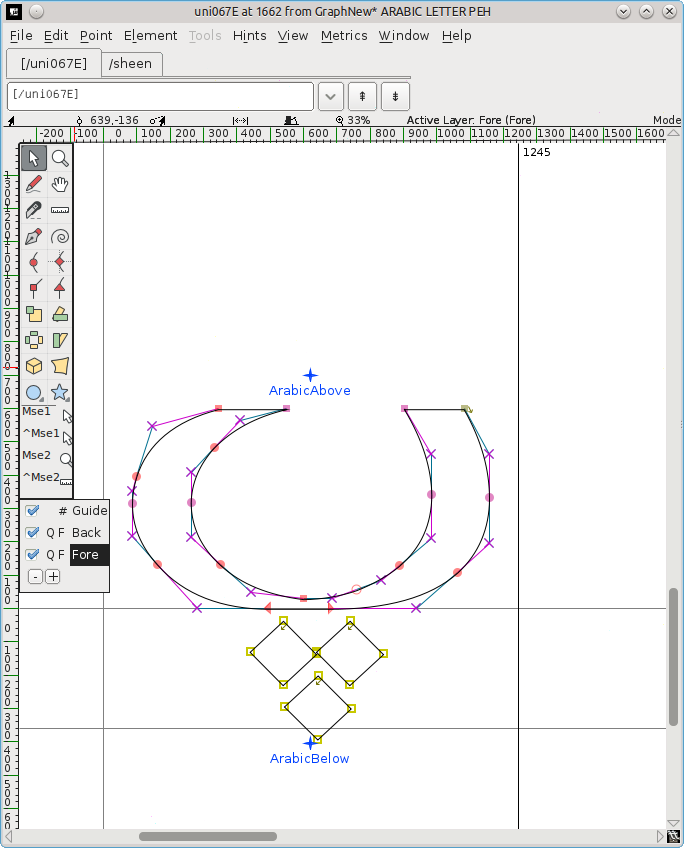 uni067E at 1662 from GraphNew* ARABIC LETTER PEH
File Edit Point Element Tools Hints View Metrics Window Help
[/uni067E] /sheen
[/uni067E]
639,-136 33% Active Layer: Fore (Fore) Mode
-200 -100 0 100 200 300 400 500 600 700 800 900 1000 1100 1200 1300 1400 1500 1600
1245
ArabicAbove
Mse1
^Mse1
Mse2
^Mse2
# Guide
Q F Back
Q F Fore
- +
ArabicBelow